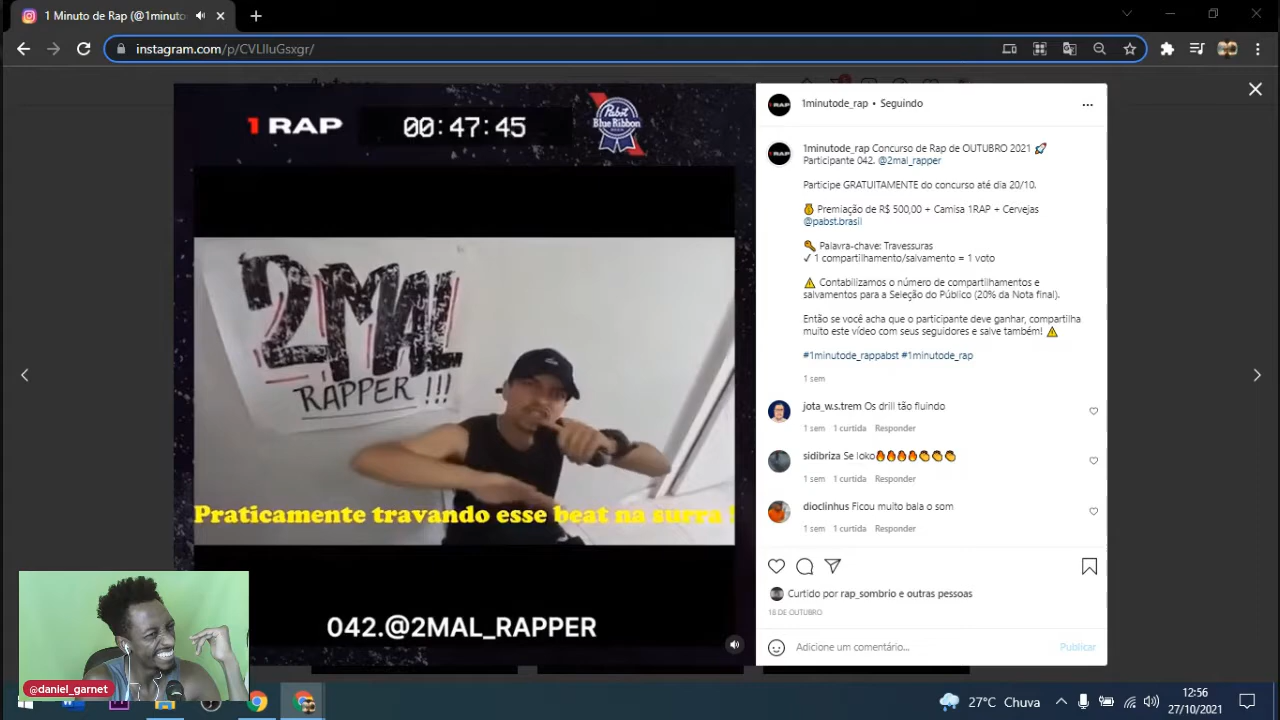 1 Minuto de Rap (@1minuto
instagram.com/p/CVLIluGsxgr/
1 RAP
00:47:45
Pabst
Blue Ribbon
2MAL
RAPPER !!!
Praticamente travando esse beat na surra !
042.@2MAL_RAPPER
@daniel_garnet
1minutode_rap • Seguindo
1minutode_rap Concurso de Rap de OUTUBRO 2021 🚀
Participante 042. @2mal_rapper
Participe GRATUITAMENTE do concurso até dia 20/10.
💰 Premiação de R$ 500,00 + Camisa 1RAP + Cervejas
@pabst.brasil
🔑 Palavra-chave: Travessuras
✓ 1 compartilhamento/salvamento = 1 voto
⚠ Contabilizamos o número de compartilhamentos e
salvamentos para a Seleção do Público (20% da Nota final).
Então se você acha que o participante deve ganhar, compartilha
muito este vídeo com seus seguidores e salve também! ⚠
#1minutode_rappabst #1minutode_rap
1 sem
jota_w.s.trem Os drill tão fluindo
1 sem 1 curtida Responder
sidibriza Se loko🔥🔥🔥🔥👏👏👏
1 sem 1 curtida Responder
dioclinhus Ficou muito bala o som
1 sem 1 curtida Responder
Curtido por rap_sombrio e outras pessoas
18 DE OUTUBRO
Adicione um comentário...
Publicar
27°C Chuva
12:56
27/10/2021